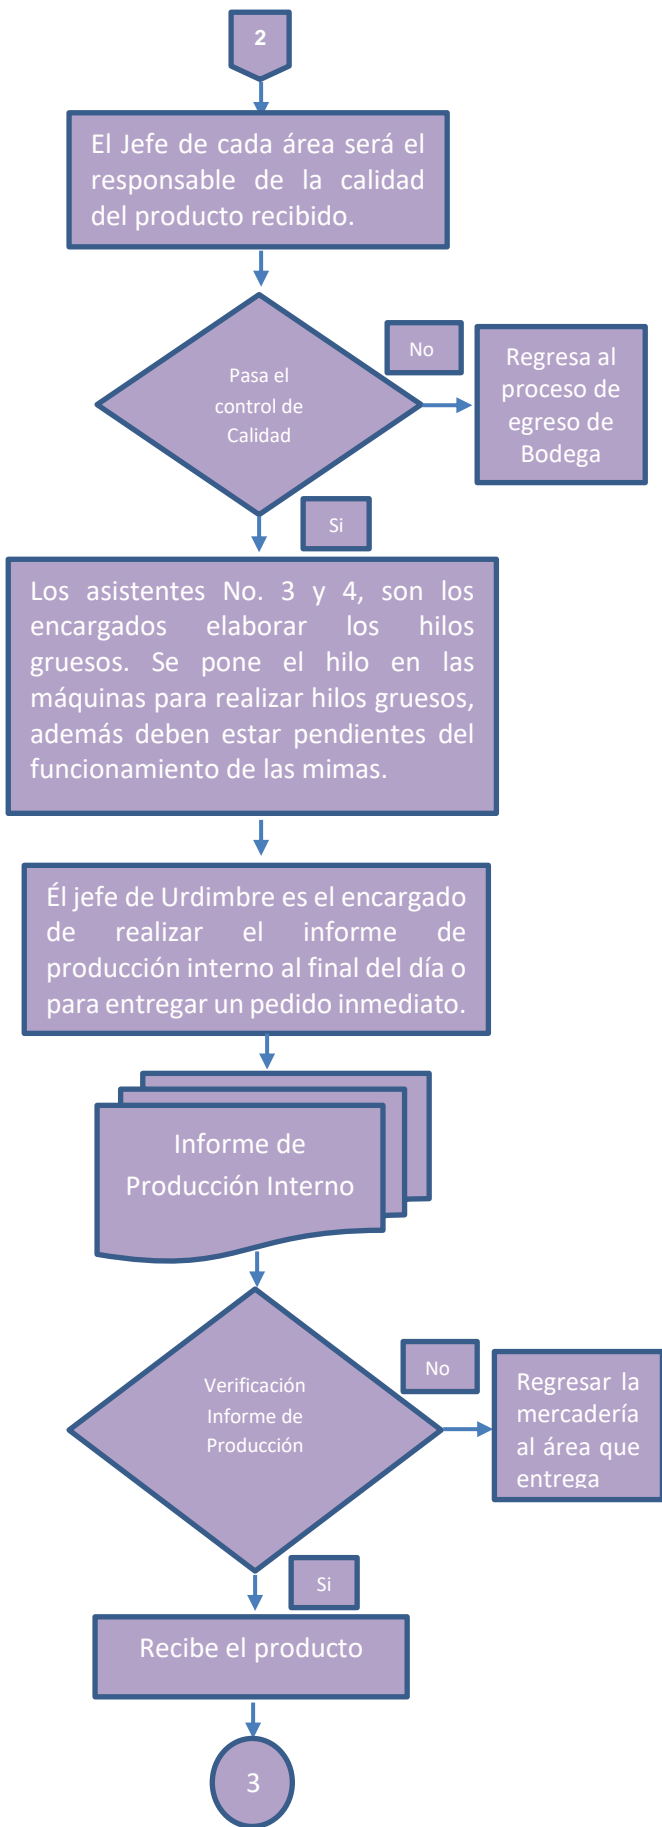 2
El Jefe de cada área será el
responsable de la calidad
del producto recibido.
No
Regresa al
proceso de
egreso de
Bodega
Pasa el
control de
Calidad
Si
Los asistentes No. 3 y 4, son los
encargados elaborar los hilos
gruesos. Se pone el hilo en las
máquinas para realizar hilos gruesos,
además deben estar pendientes del
funcionamiento de las mimas.
Él jefe de Urdimbre es el encargado
de realizar el informe de
producción interno al final del día o
para entregar un pedido inmediato.
Informe de
Producción Interno
No
Regresar la
mercadería
al área que
entrega
Verificación
Informe de
Producción
Si
Recibe el producto
3